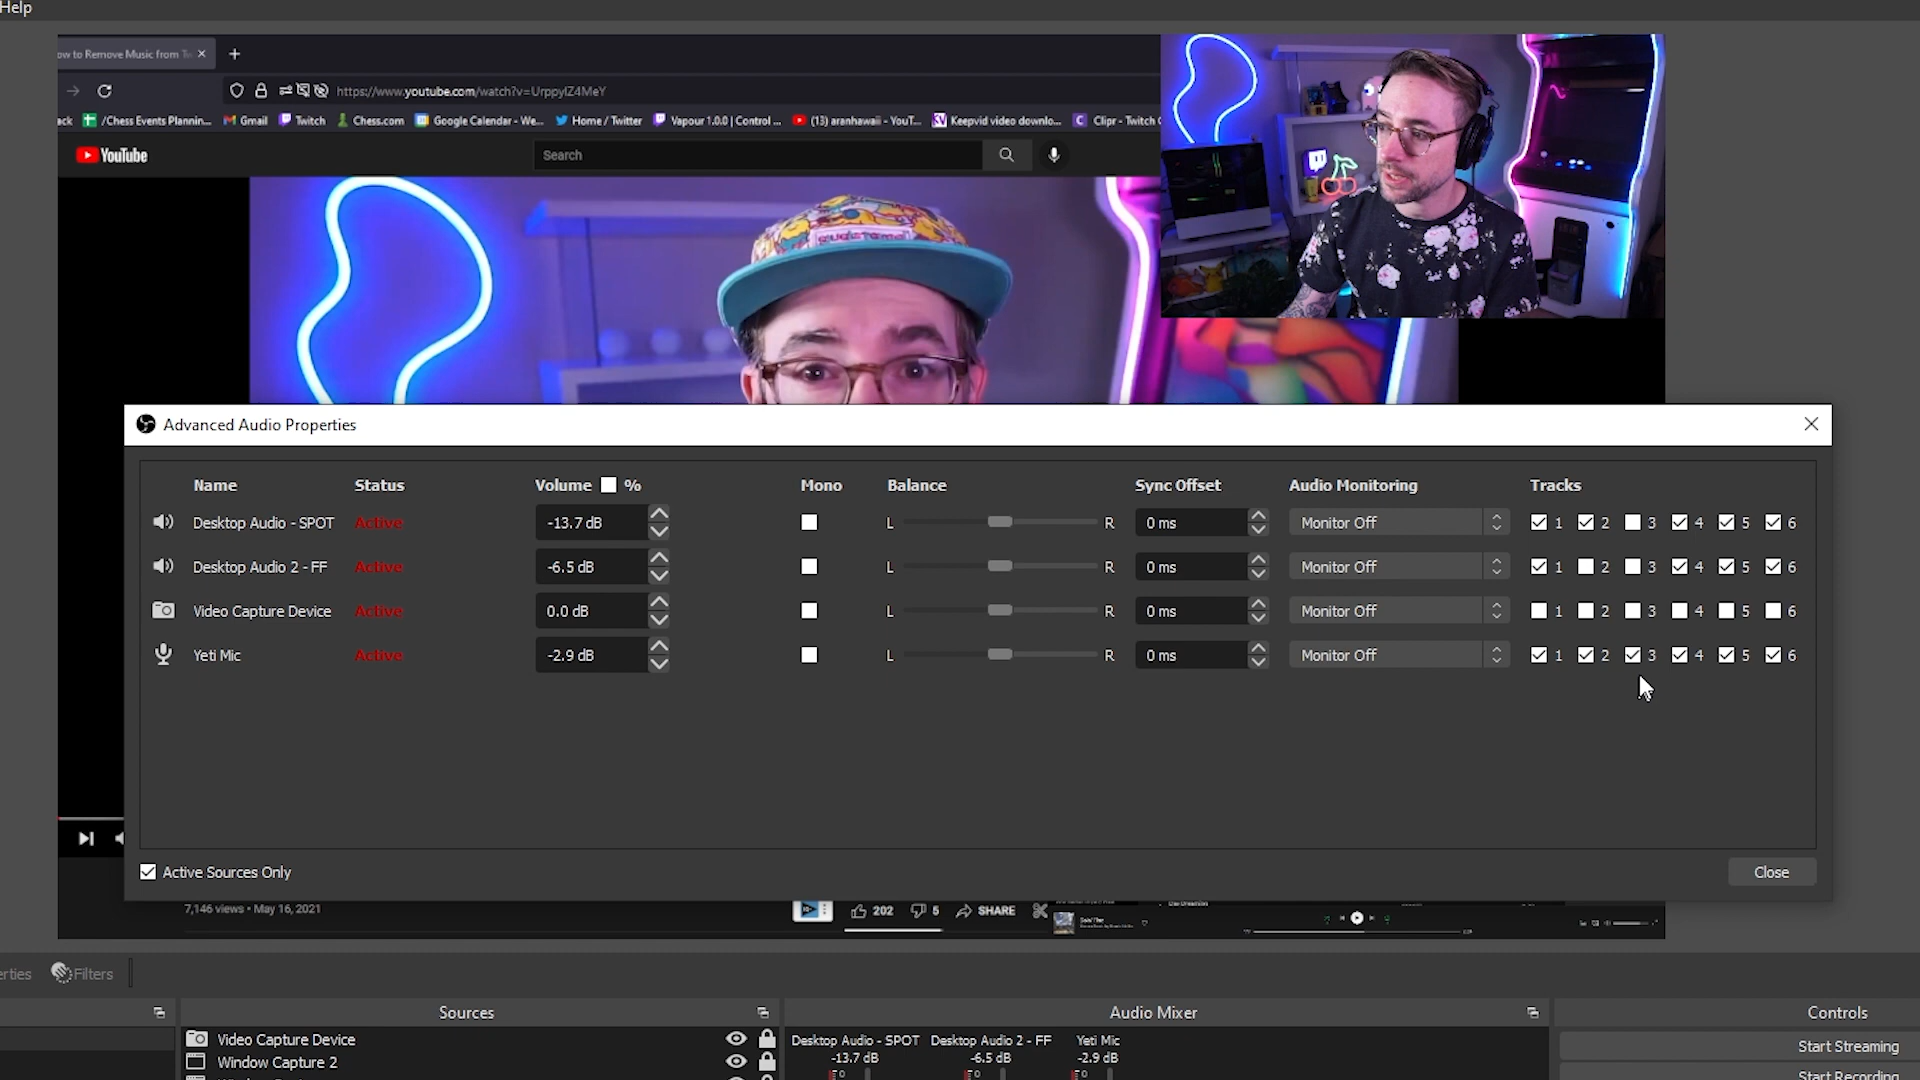 Help
ow to Remove Music from Tw
https://www.youtube.com/watch?v=UrppyIZ4MeY
ack /Chess Events Plannin... Gmail Twitch Chess.com Google Calendar - We... Home / Twitter Vapour 1.0.0 | Control ... (13) aranhawaii - YouT... Keepvid video downlo... Clipr - Twitch C
YouTube
Search
Advanced Audio Properties
Name Status Volume % Mono Balance Sync Offset Audio Monitoring Tracks
Desktop Audio - SPOT Active -13.7 dB L R 0 ms Monitor Off 1 2 3 4 5 6
Desktop Audio 2 - FF Active -6.5 dB L R 0 ms Monitor Off 1 2 3 4 5 6
Video Capture Device Active 0.0 dB L R 0 ms Monitor Off 1 2 3 4 5 6
Yeti Mic Active -2.9 dB L R 0 ms Monitor Off 1 2 3 4 5 6
Active Sources Only Close
7,146 views • May 16, 2021
202 5 SHARE
erties Filters
Sources Audio Mixer Controls
Video Capture Device
Window Capture 2
Desktop Audio - SPOT Desktop Audio 2 - FF Yeti Mic
-13.7 dB -6.5 dB -2.9 dB
0 0 0
Start Streaming
Start Recording